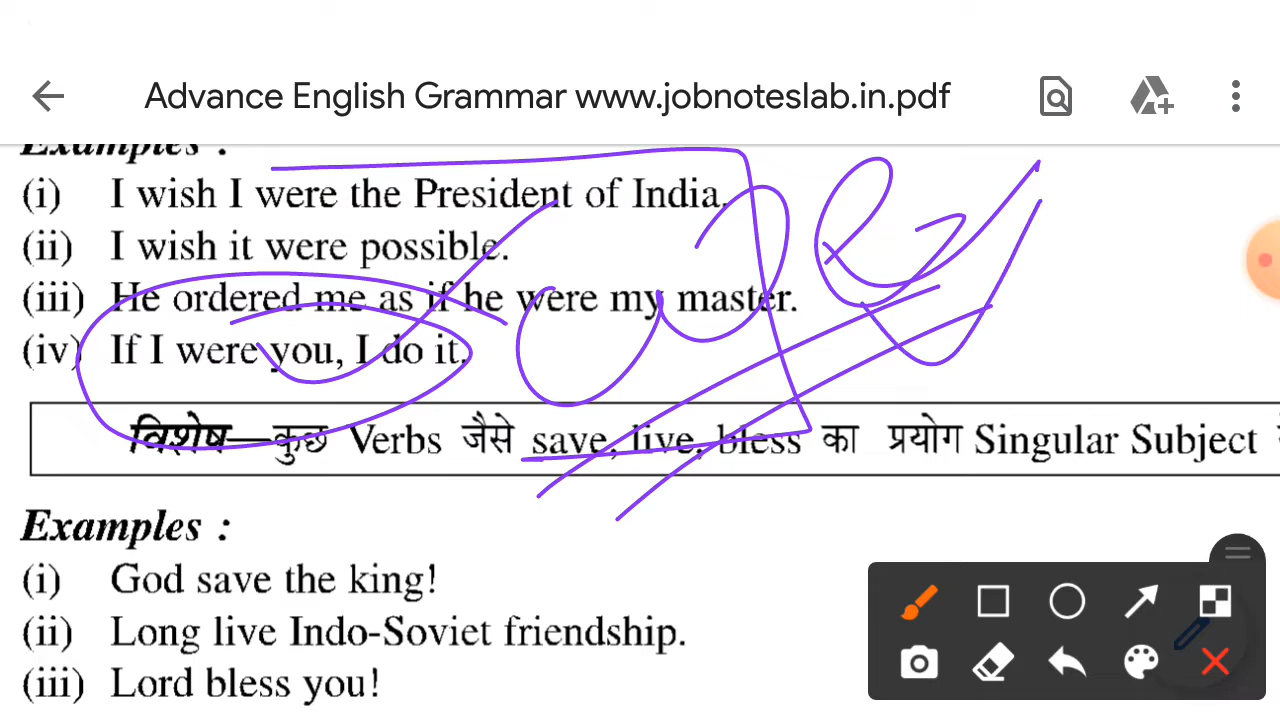 Advance English Grammar www.jobnoteslab.in.pdf
Examples :
(i) I wish I were the President of India.
(ii) I wish it were possible.
(iii) He ordered me as if he were my master.
(iv) If I were you, I do it.
विशेष—कुछ Verbs जैसे save, live, bless का प्रयोग Singular Subject
Examples :
(i) God save the king!
(ii) Long live Indo-Soviet friendship.
(iii) Lord bless you!